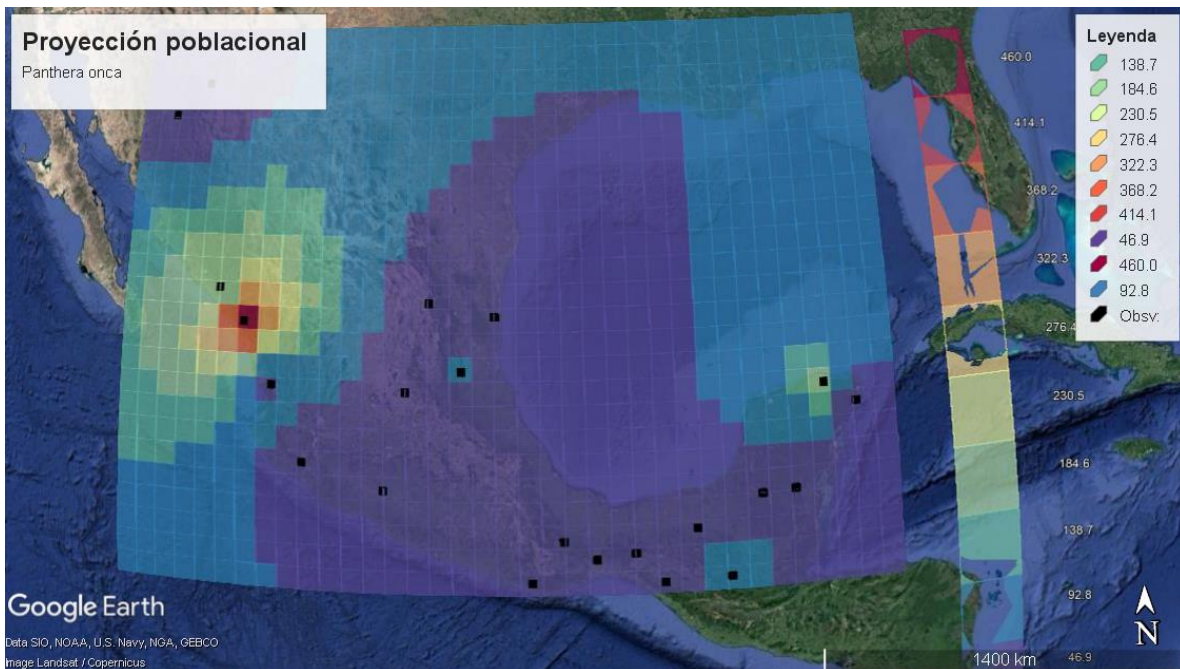 Proyección poblacional
Panthera onca
Leyenda
138.7
184.6
230.5
276.4
322.3
368.2
414.1
46.9
460.0
92.8
Obsv.
460.0
414.1
368.2
322.3
276.4
230.5
184.6
138.7
92.8
46.9
N
1400 km
Google Earth
Data SIO, NOAA, U.S. Navy, NGA, GEBCO
Image Landsat / Copernicus